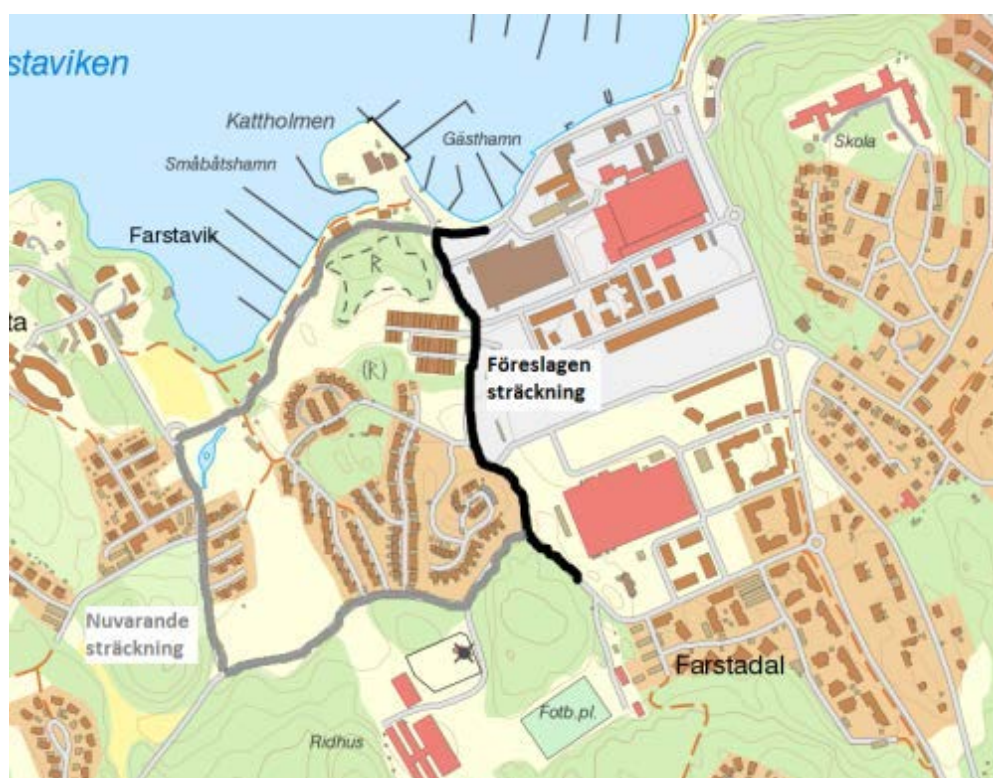 staviken
Kattholmen
Gästhamn
Småbåtshamn
Skola
Farstavik
R
ta
Föreslagen
sträckning
(R)
Nuvarande
sträckning
Farstadal
Fotb.pl.
Ridhus